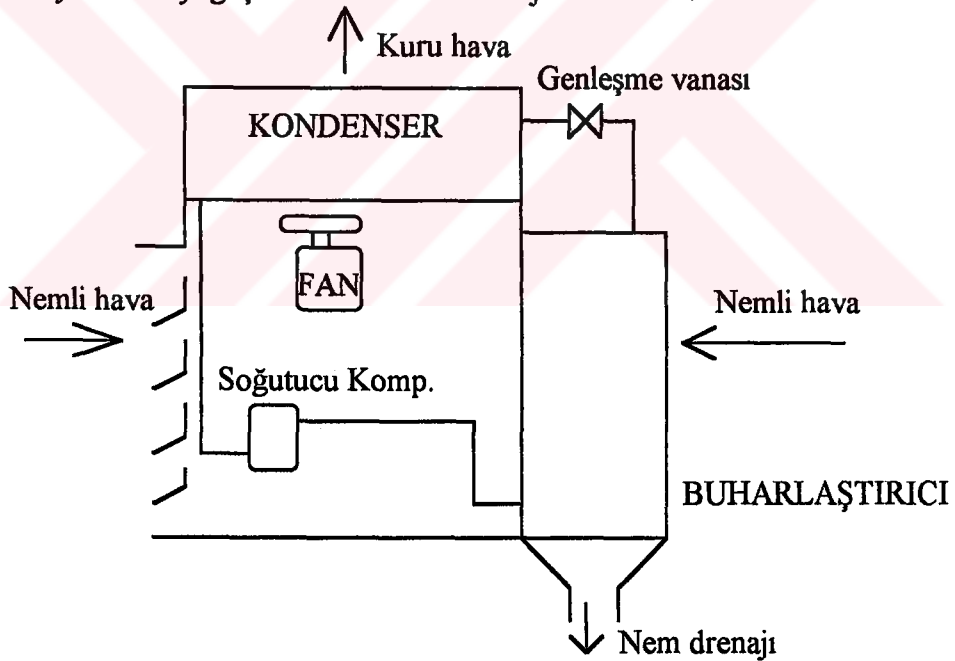 Kuru hava
Genleşme vanası
KONDENSER
FAN
Nemli hava
Nemli hava
Soğutucu Komp.
BUHARLAŞTIRICI
Nem drenajı